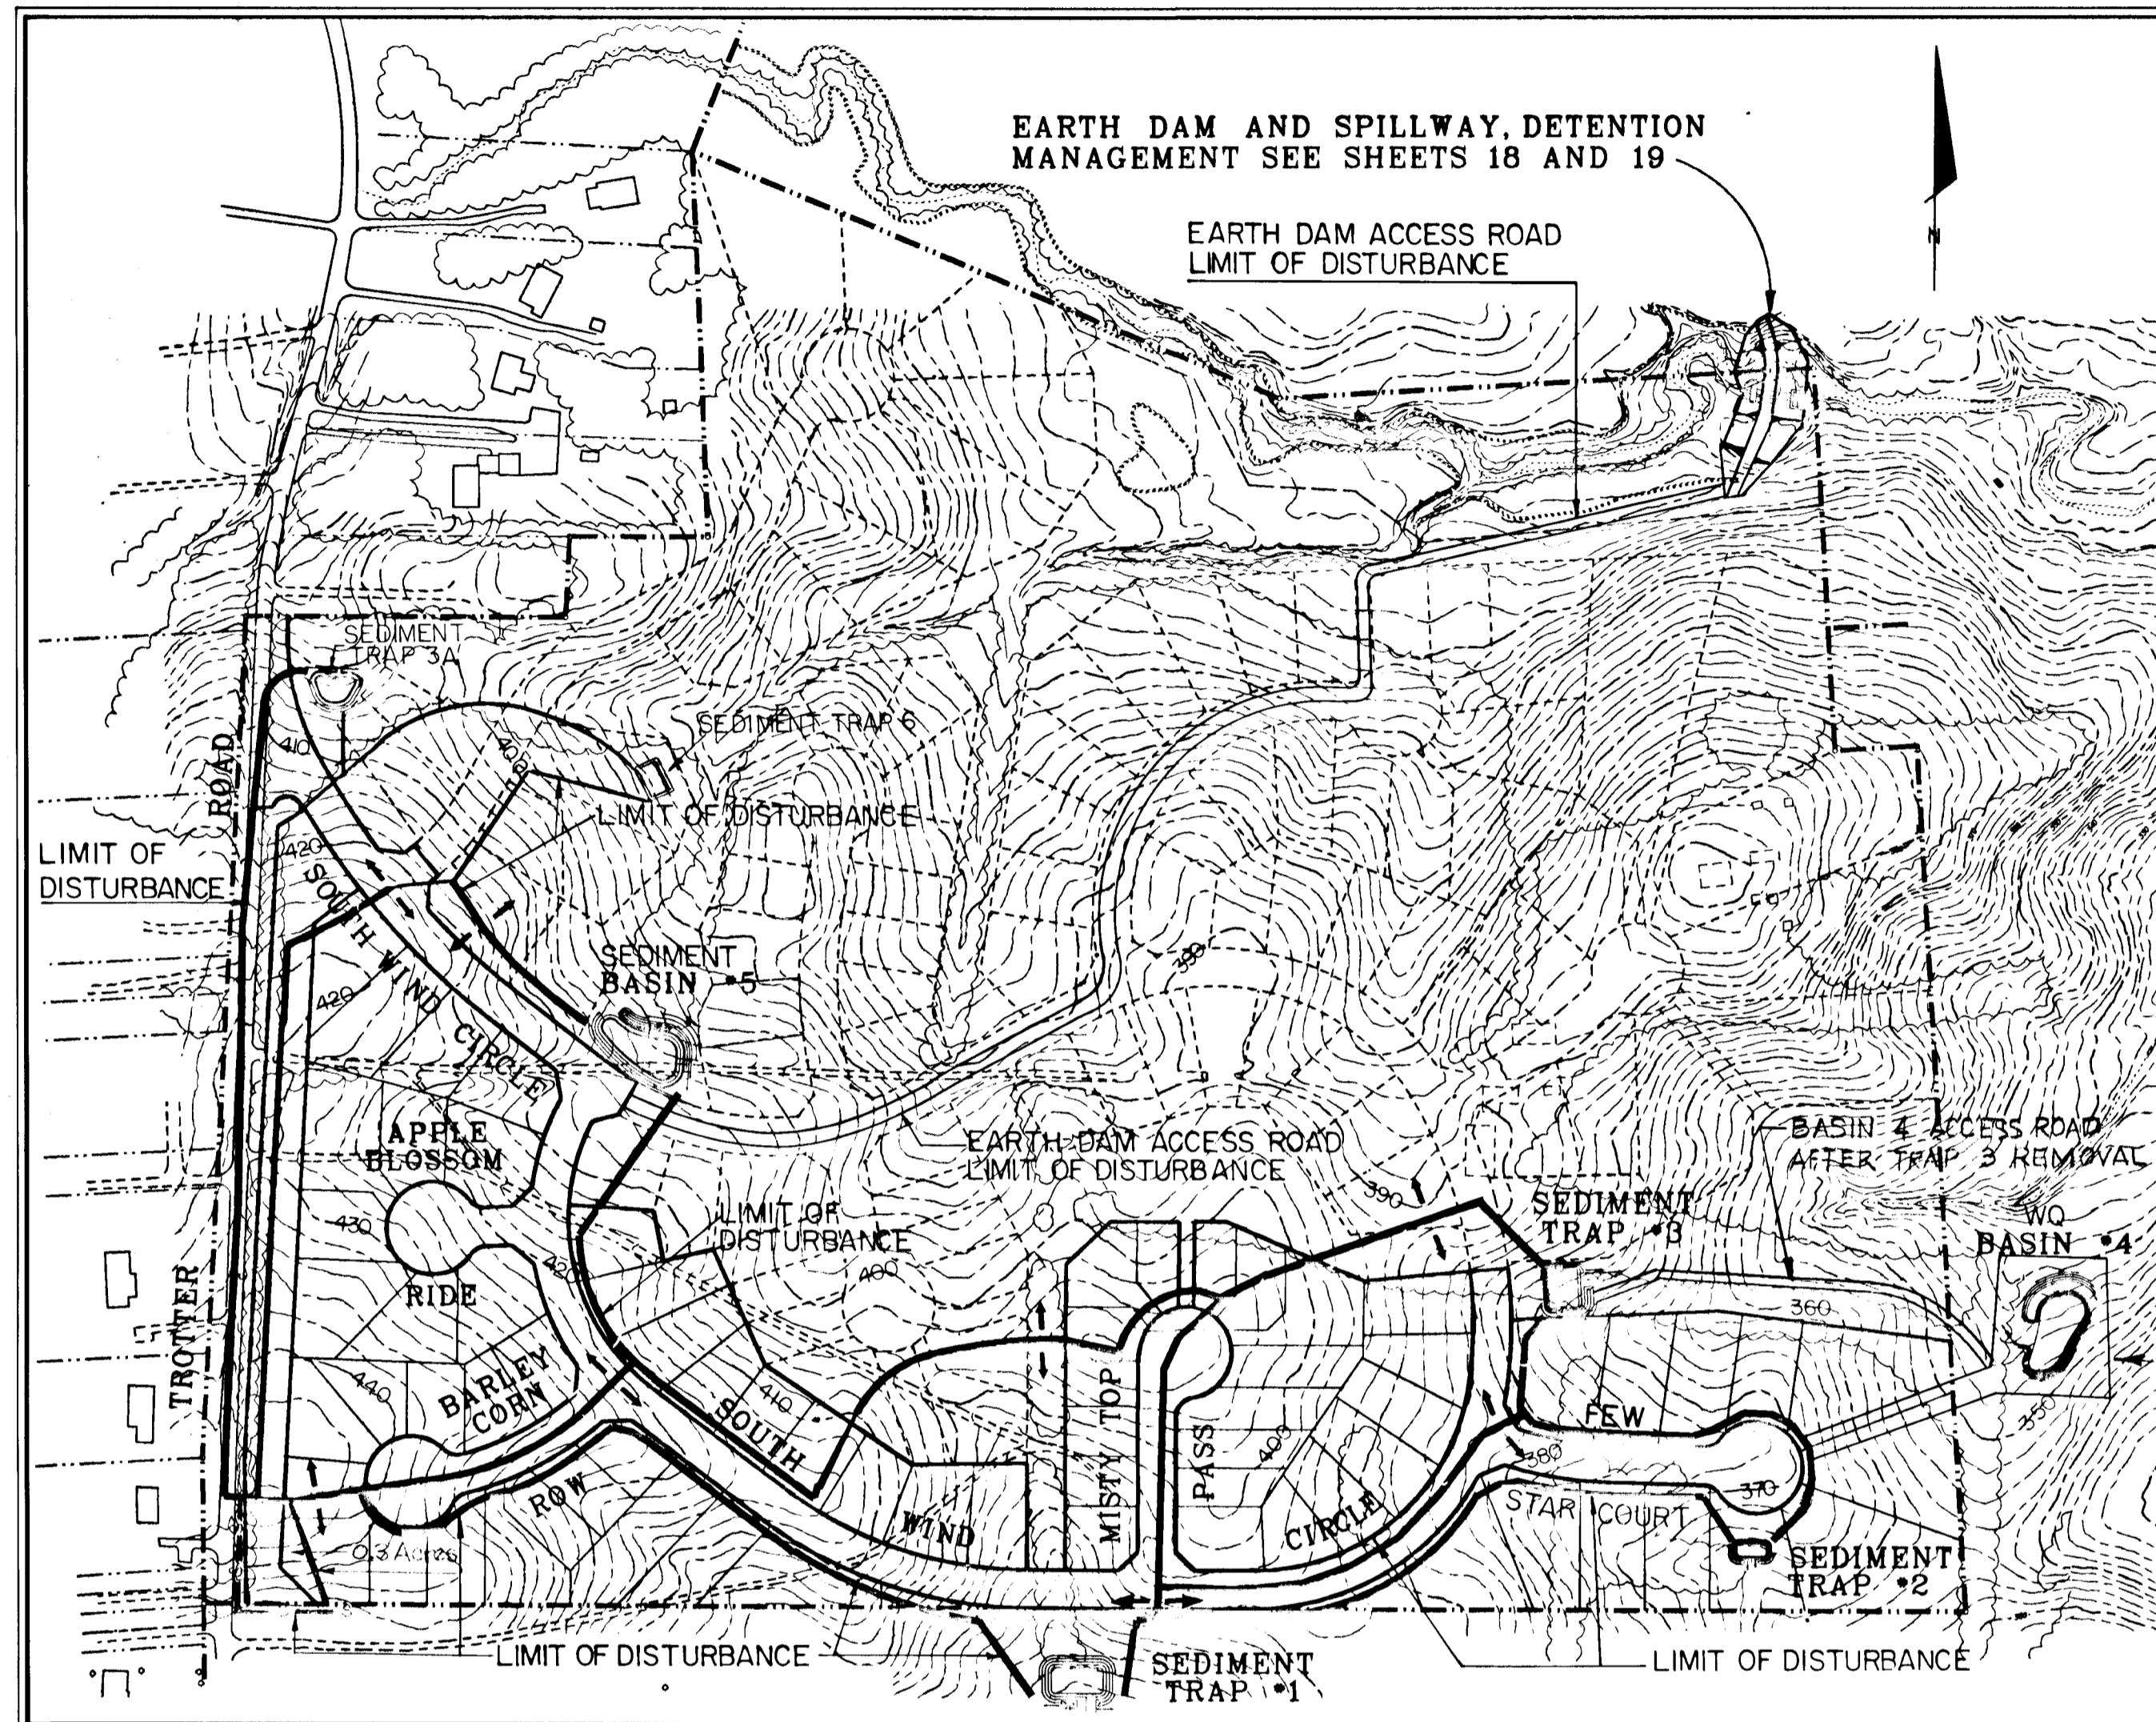 EARTH DAM AND SPILLWAY, DETENTION
MANAGEMENT SEE SHEETS 18 AND 19
EARTH DAM ACCESS ROAD
LIMIT OF DISTURBANCE
N
SEDIMENT
TRAP 3A
SEDIMENT TRAP 6
410
400
LIMIT OF DISTURBANCE
ROAD
LIMIT OF
DISTURBANCE
420
SOUTH WIND CIRCLE
420
SEDIMENT
BASIN #5
390
APPLE
BLOSSOM
RIDE
430
420
EARTH DAM ACCESS ROAD
LIMIT OF DISTURBANCE
BASIN 4 ACCESS ROAD
AFTER TRAP 3 REMOVAL
390
SEDIMENT
TRAP #3
WQ
BASIN #4
LIMIT OF
DISTURBANCE
400
360
TROTTER
440
BARLEY
CORN
ROW
410
SOUTH
WIND
MISTY TOP
PASS
400
CIRCLE
FEW
STAR COURT
380
370
350
0.3 Acres
SEDIMENT
TRAP #2
LIMIT OF DISTURBANCE
SEDIMENT
TRAP #1
LIMIT OF DISTURBANCE